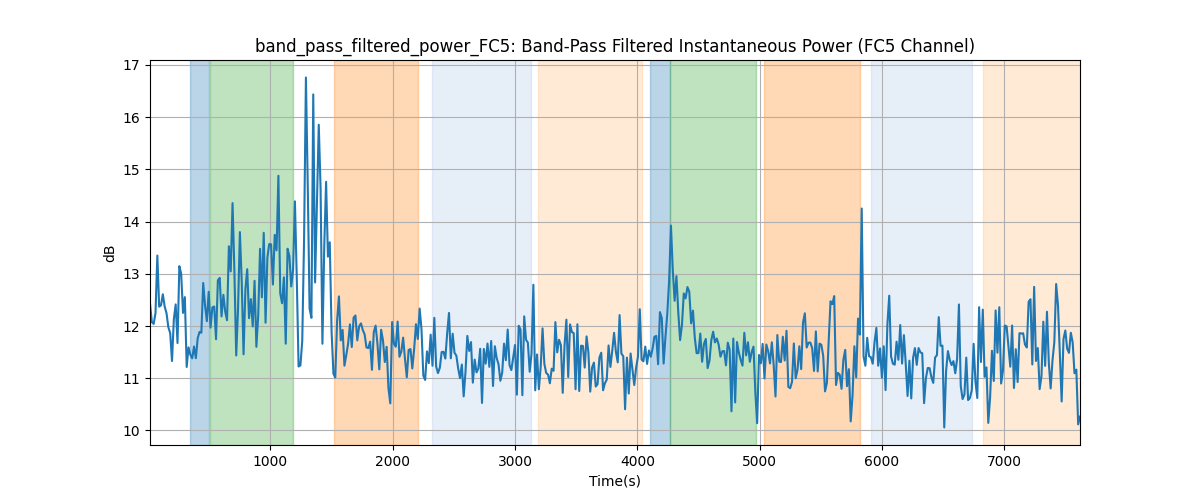 band_pass_filtered_power_FC5: Band-Pass Filtered Instantaneous Power (FC5 Channel)
17
16
15
14
13
12
11
10
dB
1000 2000 3000 4000 5000 6000 7000
Time(s)